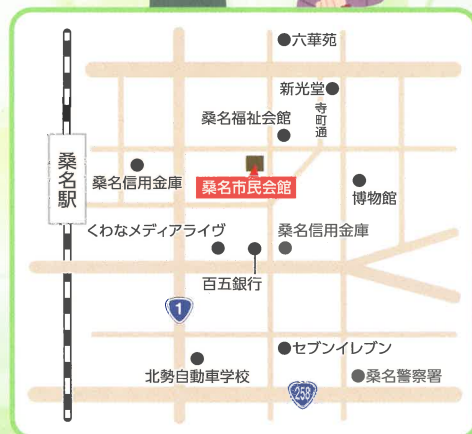 六華苑
新光堂
寺町通
桑名福祉会館
桑名駅
桑名信用金庫
桑名市民会館
博物館
くわなメディアライヴ
桑名信用金庫
百五銀行
1
セブンイレブン
北勢自動車学校
258
桑名警察署